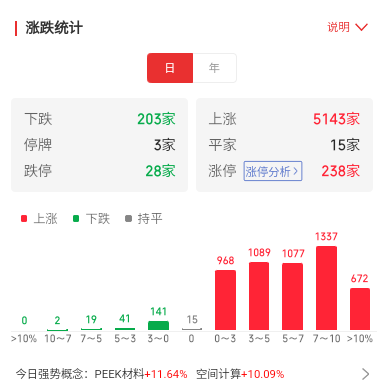 涨跌统计 说明
日 年
下跌 203家 上涨 5143家
停牌 3家 平家 15家
跌停 28家 涨停 涨停分析 238家
上涨 下跌 持平
0 2 19 41 141 15 968 1089 1077 1337 672
>10% 10～7 7～5 5～3 3～0 0 0～3 3～5 5～7 7～10 >10%
今日强势概念： PEEK材料+11.64% 空间计算+10.09%